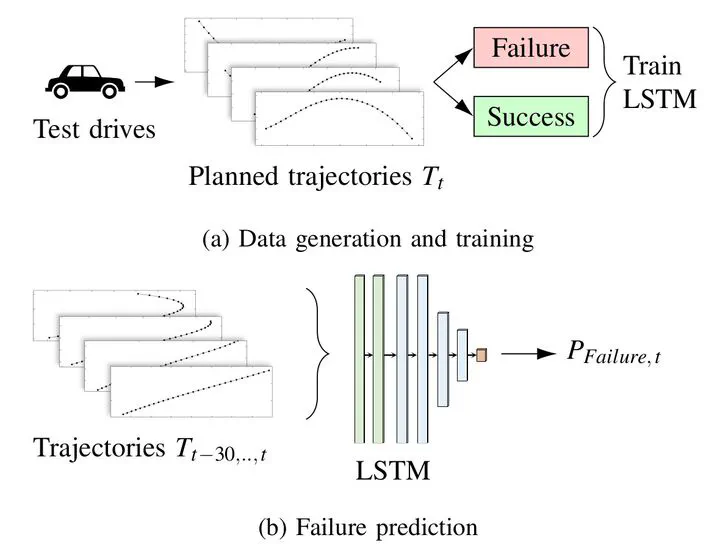 Test drives
Planned trajectories T_t
Failure
Success
Train
LSTM
(a) Data generation and training
Trajectories T_{t−30,..,t}
LSTM
P_{Failure,t}
(b) Failure prediction